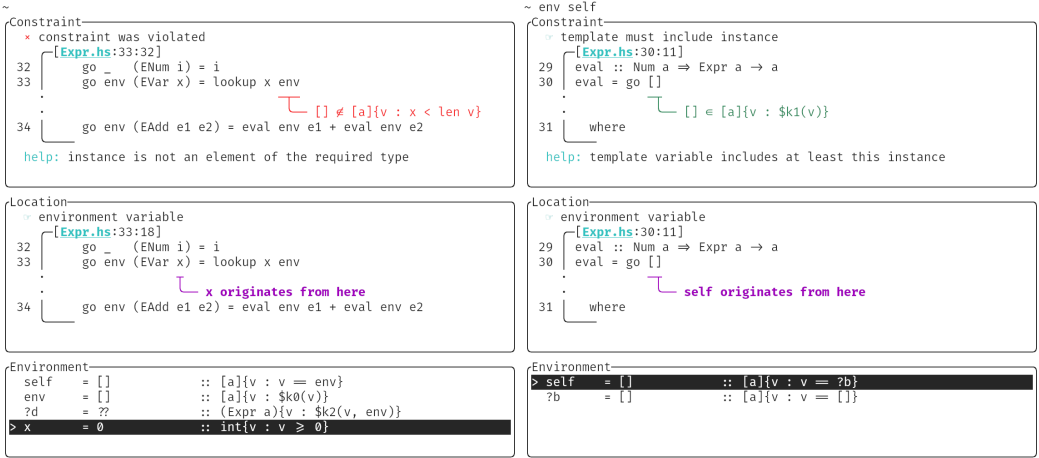 ~
Constraint
× constraint was violated
[Expr.hs:33:32]
32 go _ (ENum i) = i
33 go env (EVar x) = lookup x env
[] ∉ [a]{v : x < len v}
34 go env (EAdd e1 e2) = eval env e1 + eval env e2
help: instance is not an element of the required type
Location
☞ environment variable
[Expr.hs:33:18]
32 go _ (ENum i) = i
33 go env (EVar x) = lookup x env
x originates from here
34 go env (EAdd e1 e2) = eval env e1 + eval env e2
Environment
self = [] :: [a]{v : v == env}
env = [] :: [a]{v : $k0(v)}
?d = ?? :: (Expr a){v : $k2(v, env)}
> x = 0 :: int{v : v >= 0}
~ env self
Constraint
☞ template must include instance
[Expr.hs:30:11]
29 eval :: Num a => Expr a -> a
30 eval = go []
[] ∈ [a]{v : $k1(v)}
31 where
help: template variable includes at least this instance
Location
☞ environment variable
[Expr.hs:30:11]
29 eval :: Num a => Expr a -> a
30 eval = go []
self originates from here
31 where
Environment
> self = [] :: [a]{v : v == ?b}
?b = [] :: [a]{v : v == []}